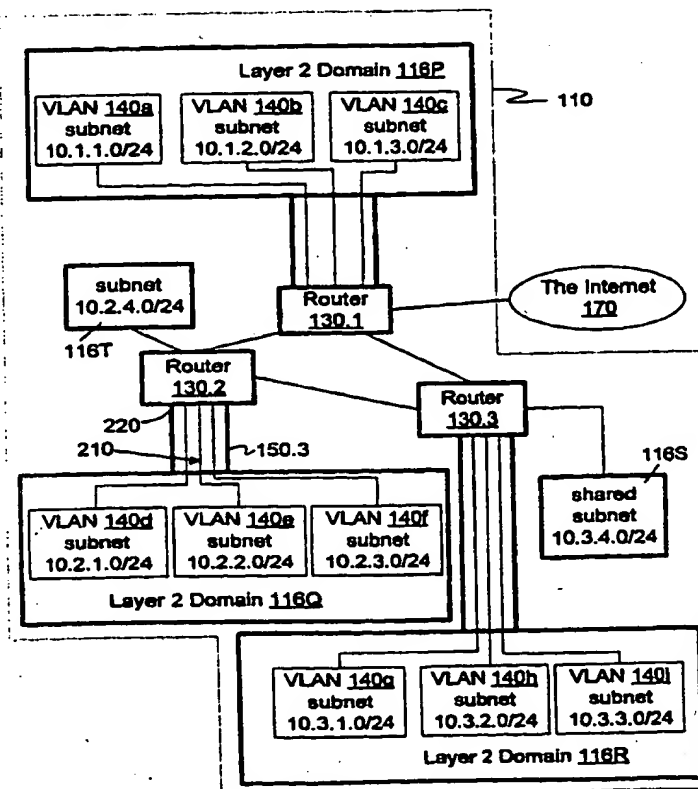 Layer 2 Domain 116P
VLAN 140a
subnet
10.1.1.0/24
VLAN 140b
subnet
10.1.2.0/24
VLAN 140c
subnet
10.1.3.0/24
110
subnet
10.2.4.0/24
116T
Router
130.1
The Internet
170
Router
130.2
Router
130.3
220
210
150.3
116S
shared
subnet
10.3.4.0/24
VLAN 140d
subnet
10.2.1.0/24
VLAN 140e
subnet
10.2.2.0/24
VLAN 140f
subnet
10.2.3.0/24
Layer 2 Domain 116Q
VLAN 140g
subnet
10.3.1.0/24
VLAN 140h
subnet
10.3.2.0/24
VLAN 140i
subnet
10.3.3.0/24
Layer 2 Domain 116R